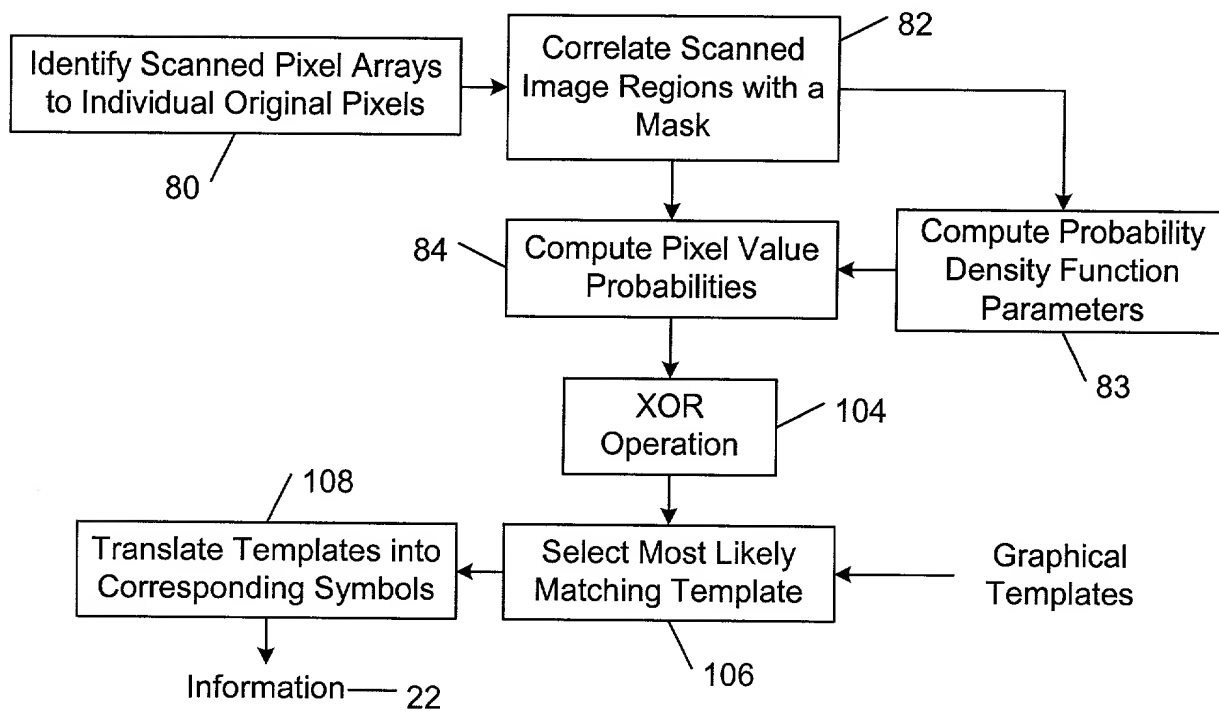 Identify Scanned Pixel Arrays
to Individual Original Pixels
80
Correlate Scanned
Image Regions with a
Mask
82
Compute Pixel Value
Probabilities
84
Compute Probability
Density Function
Parameters
83
XOR
Operation
104
Select Most Likely
Matching Template
106
Graphical
Templates
Translate Templates into
Corresponding Symbols
108
Information
22